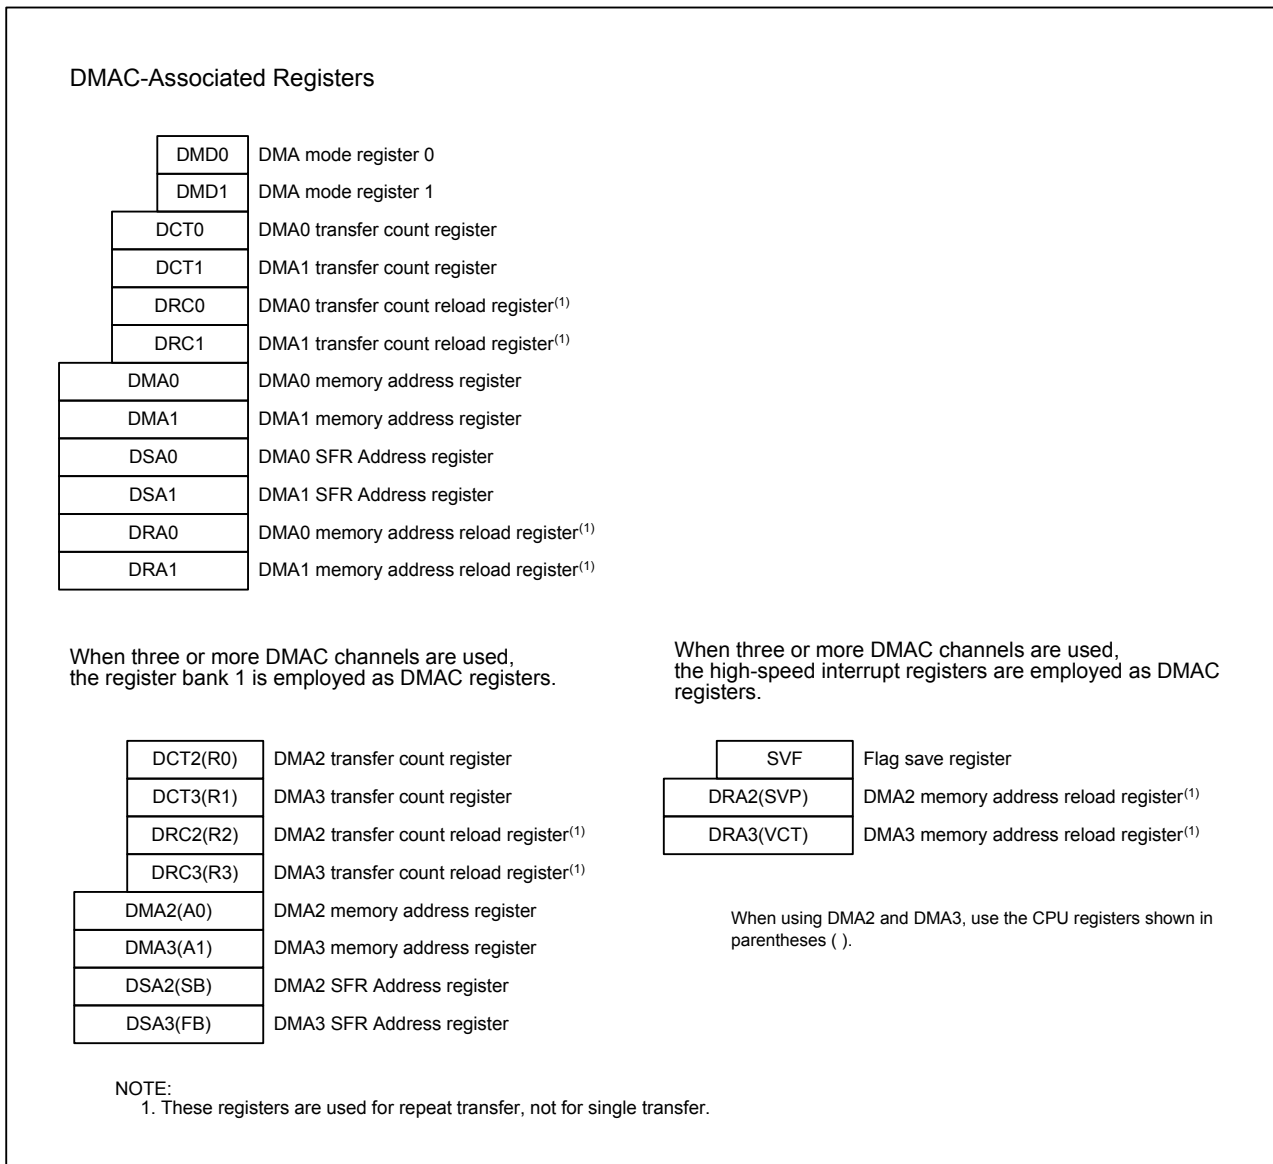 DMAC-Associated Registers
DMD0 DMA mode register 0
DMD1 DMA mode register 1
DCT0 DMA0 transfer count register
DCT1 DMA1 transfer count register
DRC0 DMA0 transfer count reload register(1)
DRC1 DMA1 transfer count reload register(1)
DMA0 DMA0 memory address register
DMA1 DMA1 memory address register
DSA0 DMA0 SFR Address register
DSA1 DMA1 SFR Address register
DRA0 DMA0 memory address reload register(1)
DRA1 DMA1 memory address reload register(1)
When three or more DMAC channels are used,
the register bank 1 is employed as DMAC registers.
DCT2(R0) DMA2 transfer count register
DCT3(R1) DMA3 transfer count register
DRC2(R2) DMA2 transfer count reload register(1)
DRC3(R3) DMA3 transfer count reload register(1)
DMA2(A0) DMA2 memory address register
DMA3(A1) DMA3 memory address register
DSA2(SB) DMA2 SFR Address register
DSA3(FB) DMA3 SFR Address register
When three or more DMAC channels are used,
the high-speed interrupt registers are employed as DMAC
registers.
SVF Flag save register
DRA2(SVP) DMA2 memory address reload register(1)
DRA3(VCT) DMA3 memory address reload register(1)
When using DMA2 and DMA3, use the CPU registers shown in
parentheses ( ).
NOTE:
1. These registers are used for repeat transfer, not for single transfer.